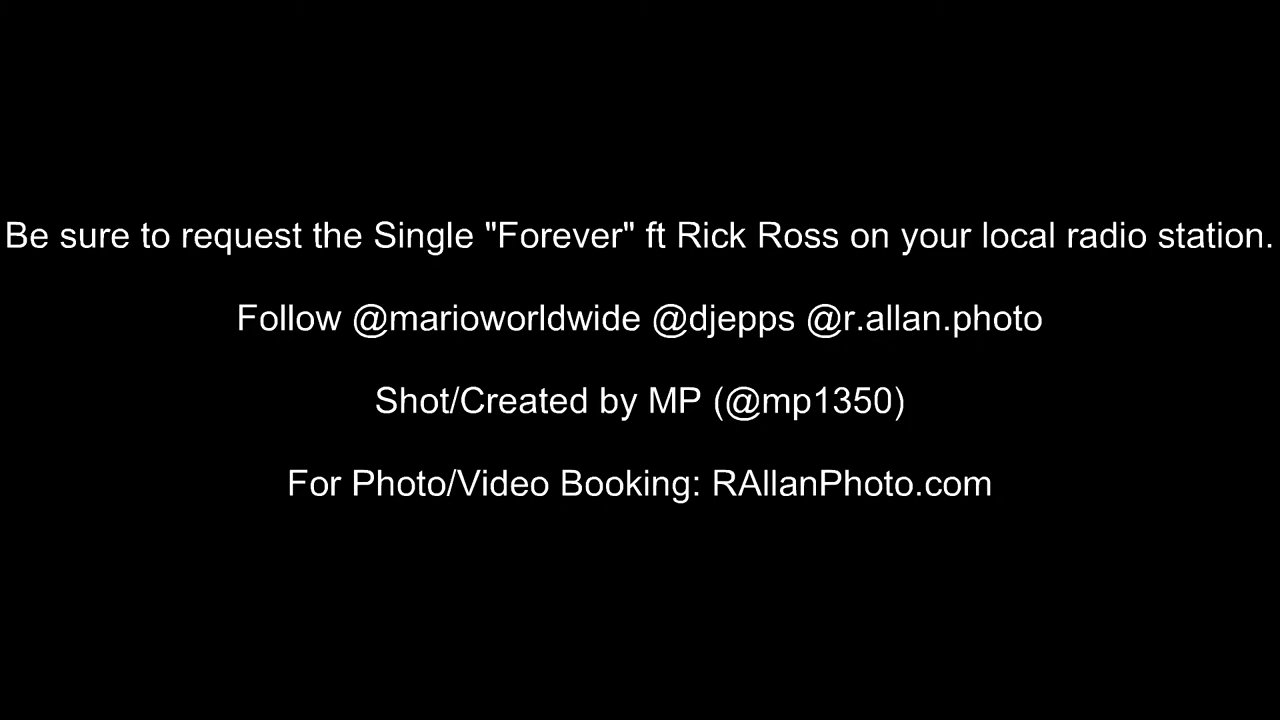 Be sure to request the Single "Forever" ft Rick Ross on your local radio station.
Follow @marioworldwide @djepps @r.allan.photo
Shot/Created by MP (@mp1350)
For Photo/Video Booking: RAllanPhoto.com